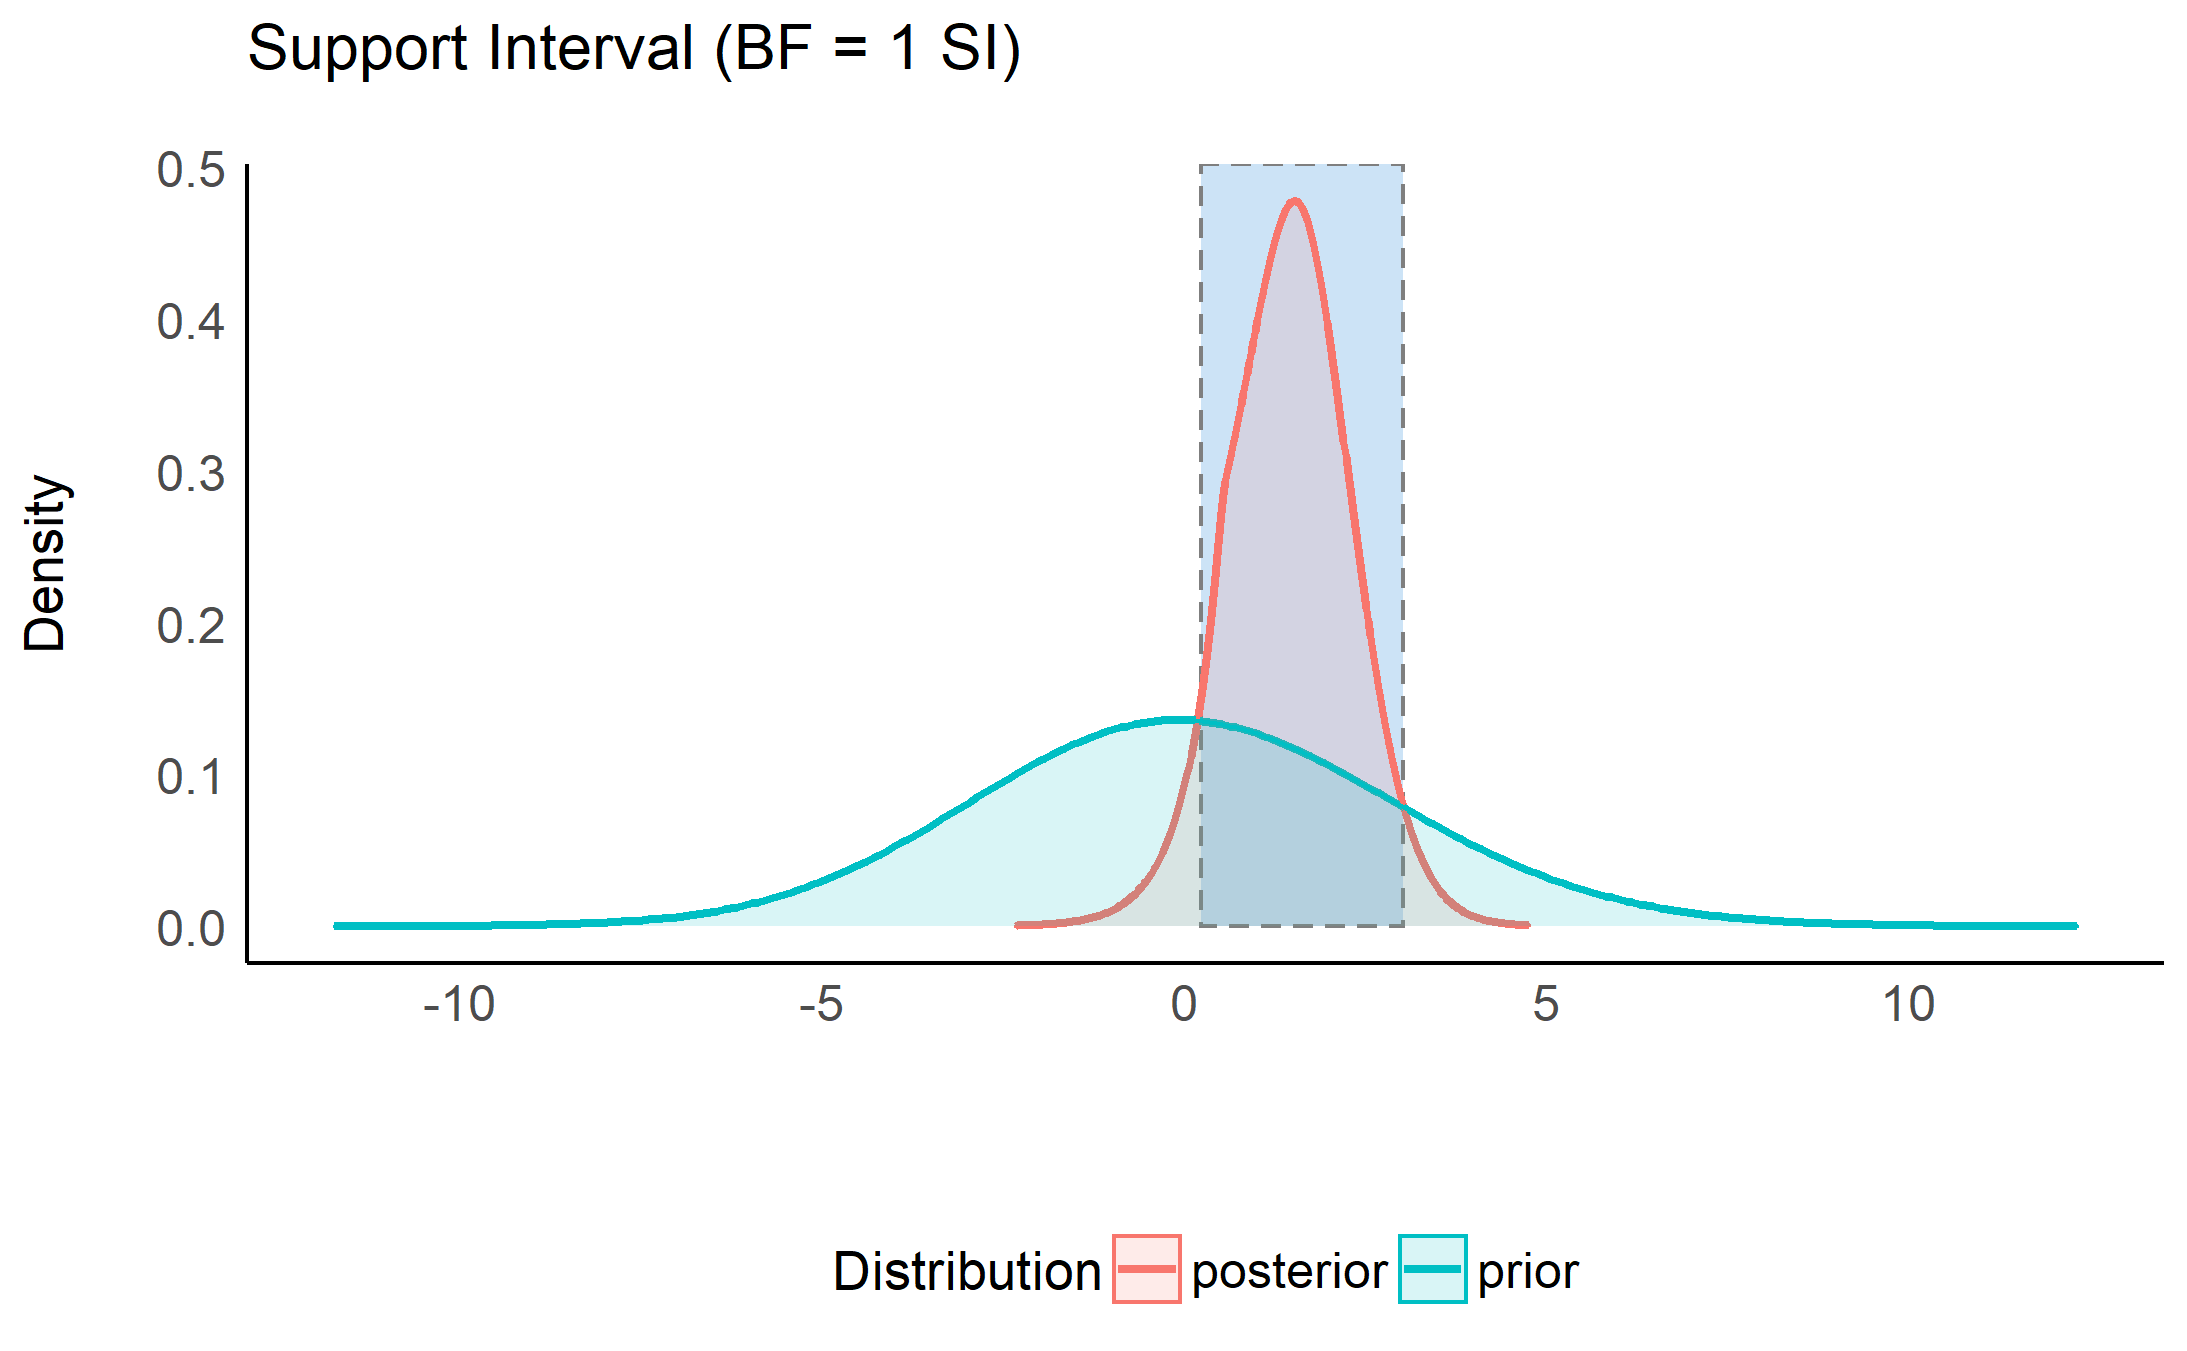 Support Interval (BF = 1 SI)
Density
0.5
0.4
0.3
0.2
0.1
0.0
-10 -5 0 5 10
Distribution posterior prior